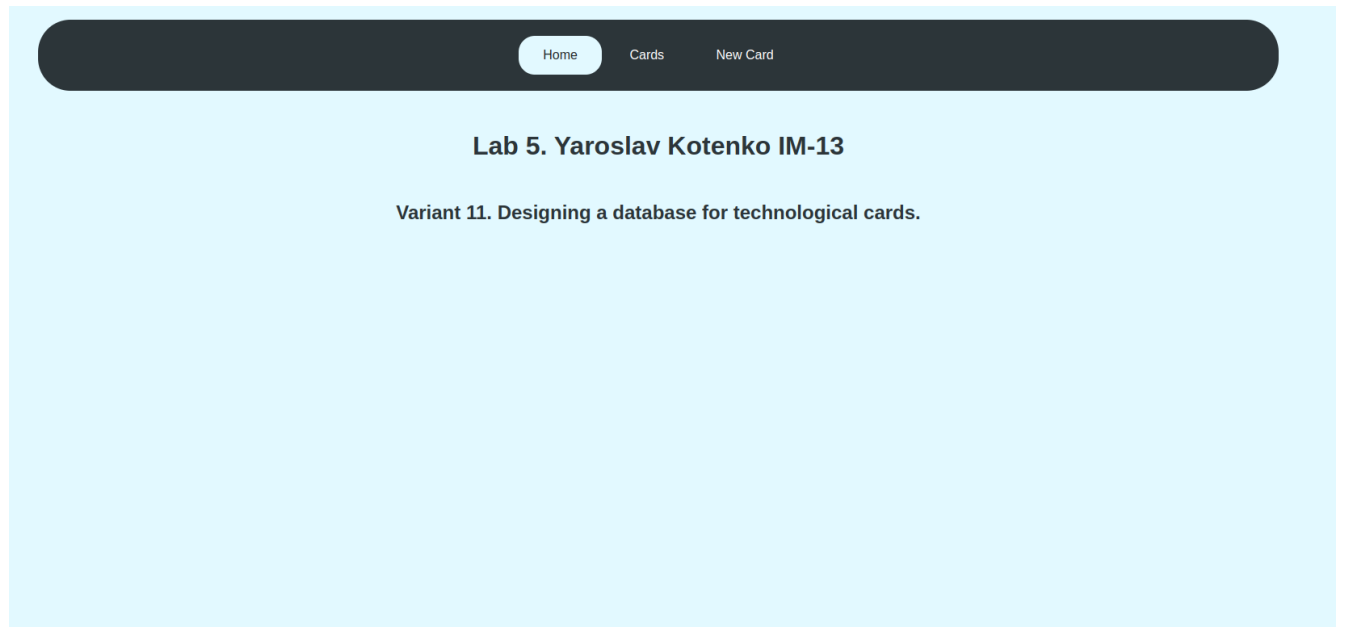 Home Cards New Card
Lab 5. Yaroslav Kotenko IM-13
Variant 11. Designing a database for technological cards.